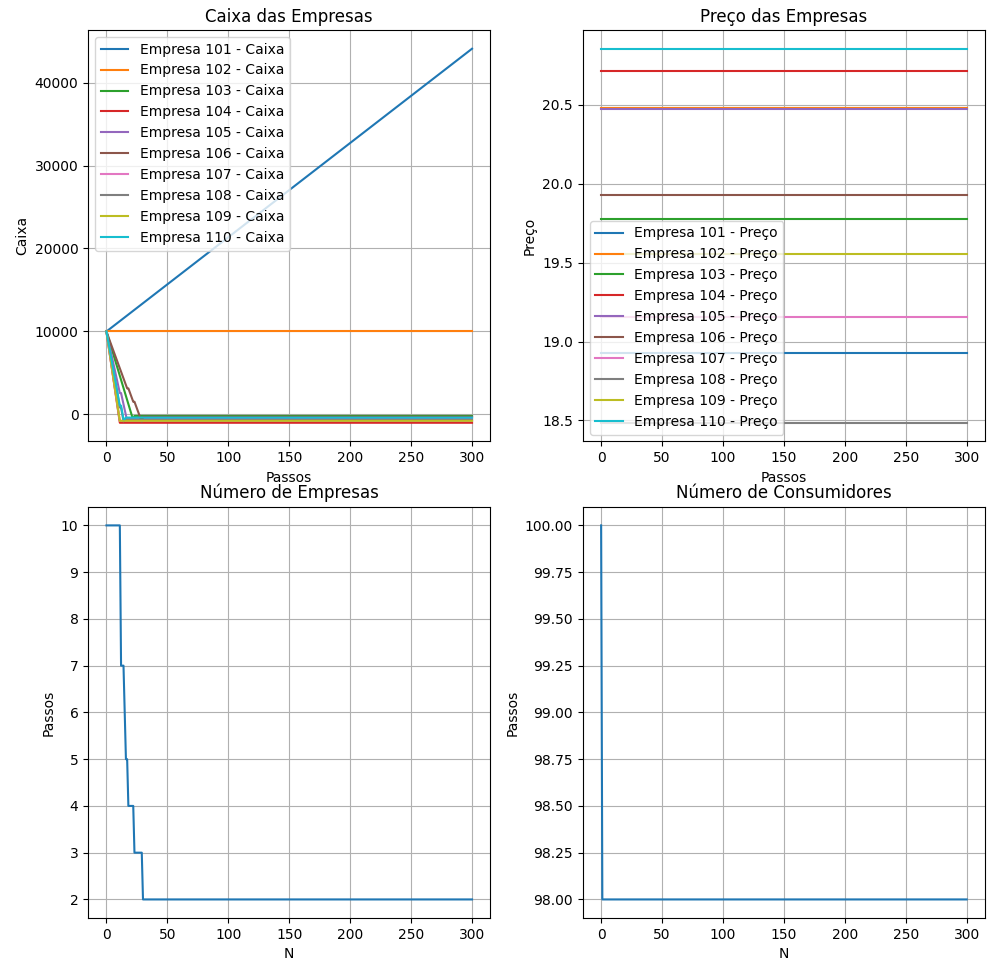 Caixa das Empresas
Caixa
40000
30000
20000
10000
0
Empresa 101 - Caixa
Empresa 102 - Caixa
Empresa 103 - Caixa
Empresa 104 - Caixa
Empresa 105 - Caixa
Empresa 106 - Caixa
Empresa 107 - Caixa
Empresa 108 - Caixa
Empresa 109 - Caixa
Empresa 110 - Caixa
0 50 100 150 200 250 300
Passos
Preço das Empresas
Preço
20.5
20.0
19.5
19.0
18.5
Empresa 101 - Preço
Empresa 102 - Preço
Empresa 103 - Preço
Empresa 104 - Preço
Empresa 105 - Preço
Empresa 106 - Preço
Empresa 107 - Preço
Empresa 108 - Preço
Empresa 109 - Preço
Empresa 110 - Preço
0 50 100 150 200 250 300
Passos
Número de Empresas
Passos
10
9
8
7
6
5
4
3
2
0 50 100 150 200 250 300
N
Número de Consumidores
Passos
100.00
99.75
99.50
99.25
99.00
98.75
98.50
98.25
98.00
0 50 100 150 200 250 300
N